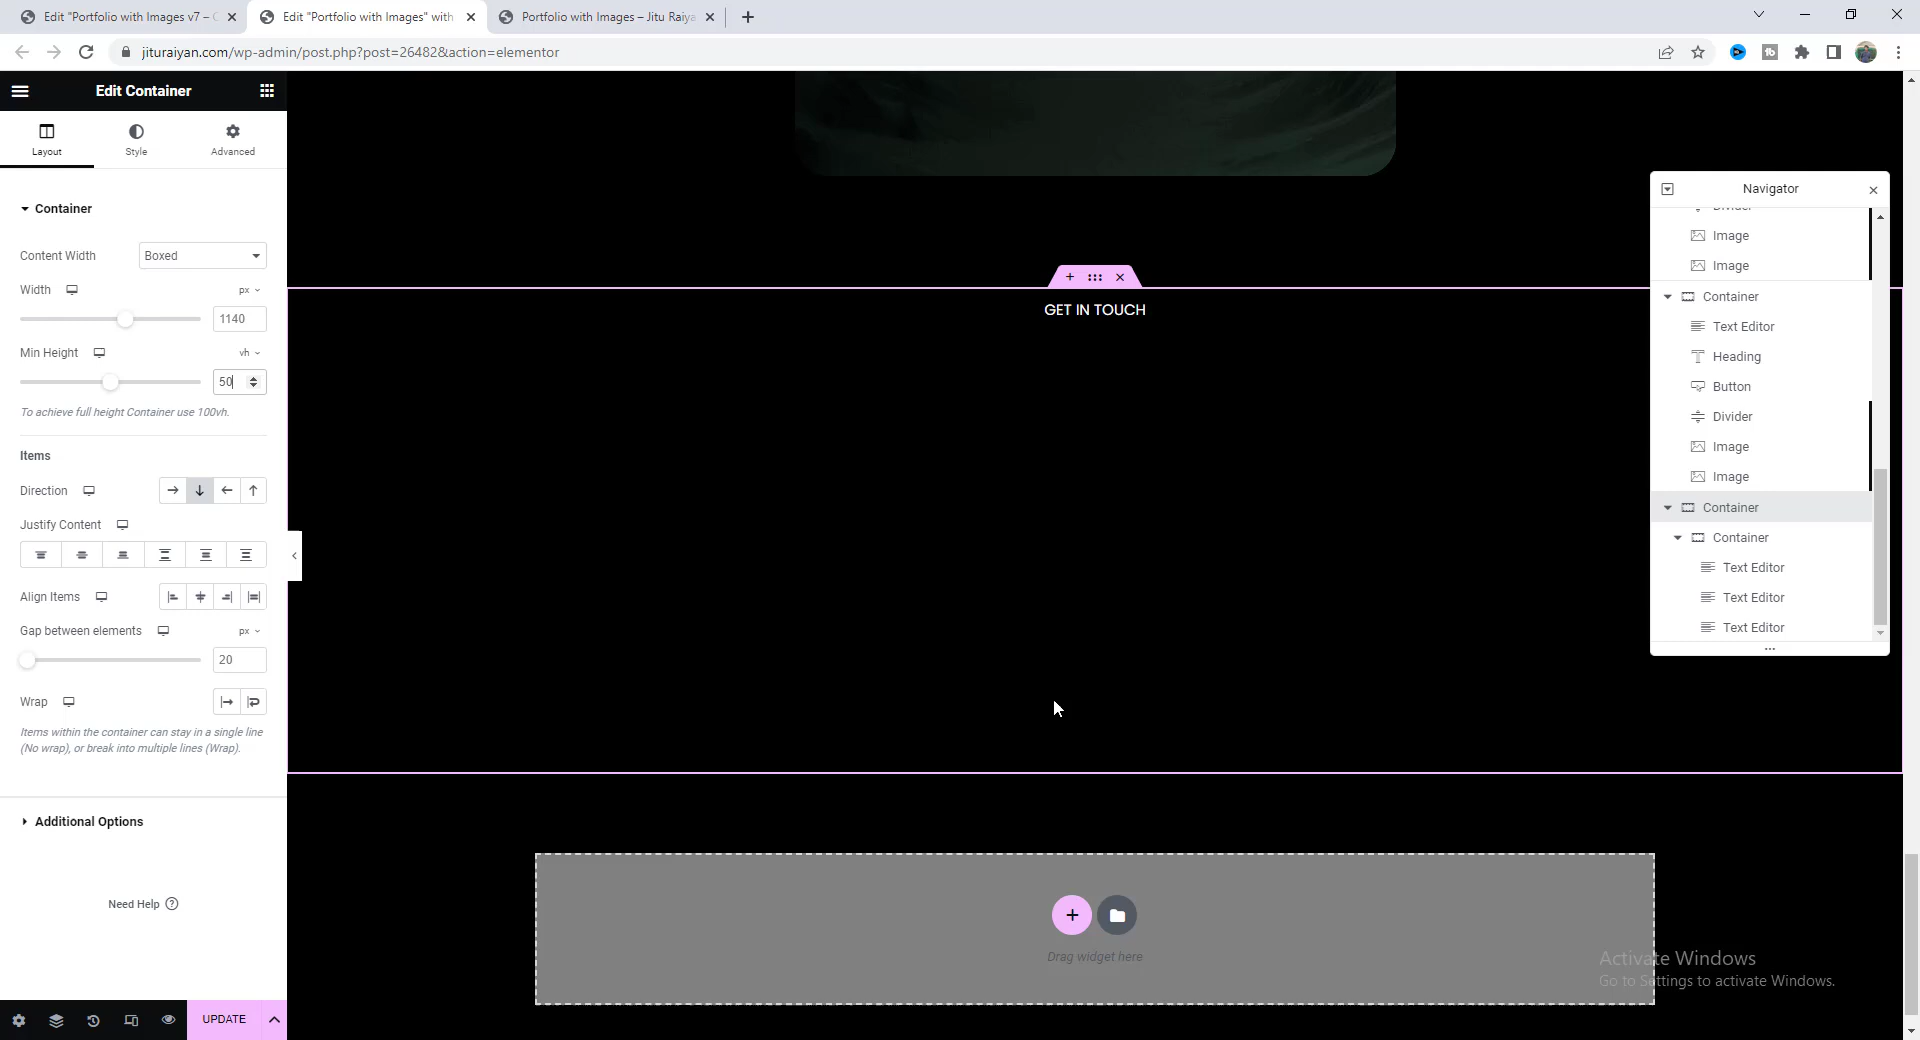 Edit "Portfolio with Images v7 – C
Edit "Portfolio with Images" with
Portfolio with Images – Jitu Raiya
jituraiyan.com/wp-admin/post.php?post=26482&action=elementor
Edit Container
Layout
Style
Advanced
Container
Content Width
Boxed
Width
px
1140
Min Height
vh
50
To achieve full height Container use 100vh.
Items
Direction
Justify Content
Align Items
Gap between elements
px
20
Wrap
Items within the container can stay in a single line
(No wrap), or break into multiple lines (Wrap).
Additional Options
Need Help
UPDATE
GET IN TOUCH
Drag widget here
Navigator
Divider
Image
Image
Container
Text Editor
Heading
Button
Divider
Image
Image
Container
Container
Text Editor
Text Editor
Text Editor
Activate Windows
Go to Settings to activate Windows.